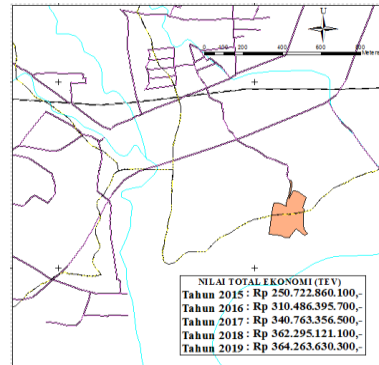 U
0 200 400 600 800
Meters
NILAI TOTAL EKONOMI (TEV)
Tahun 2015 : Rp 250.722.860.100,-
Tahun 2016 : Rp 310.486.395.700,-
Tahun 2017 : Rp 340.763.356.500,-
Tahun 2018 : Rp 362.295.121.100,-
Tahun 2019 : Rp 364.263.630.300,-